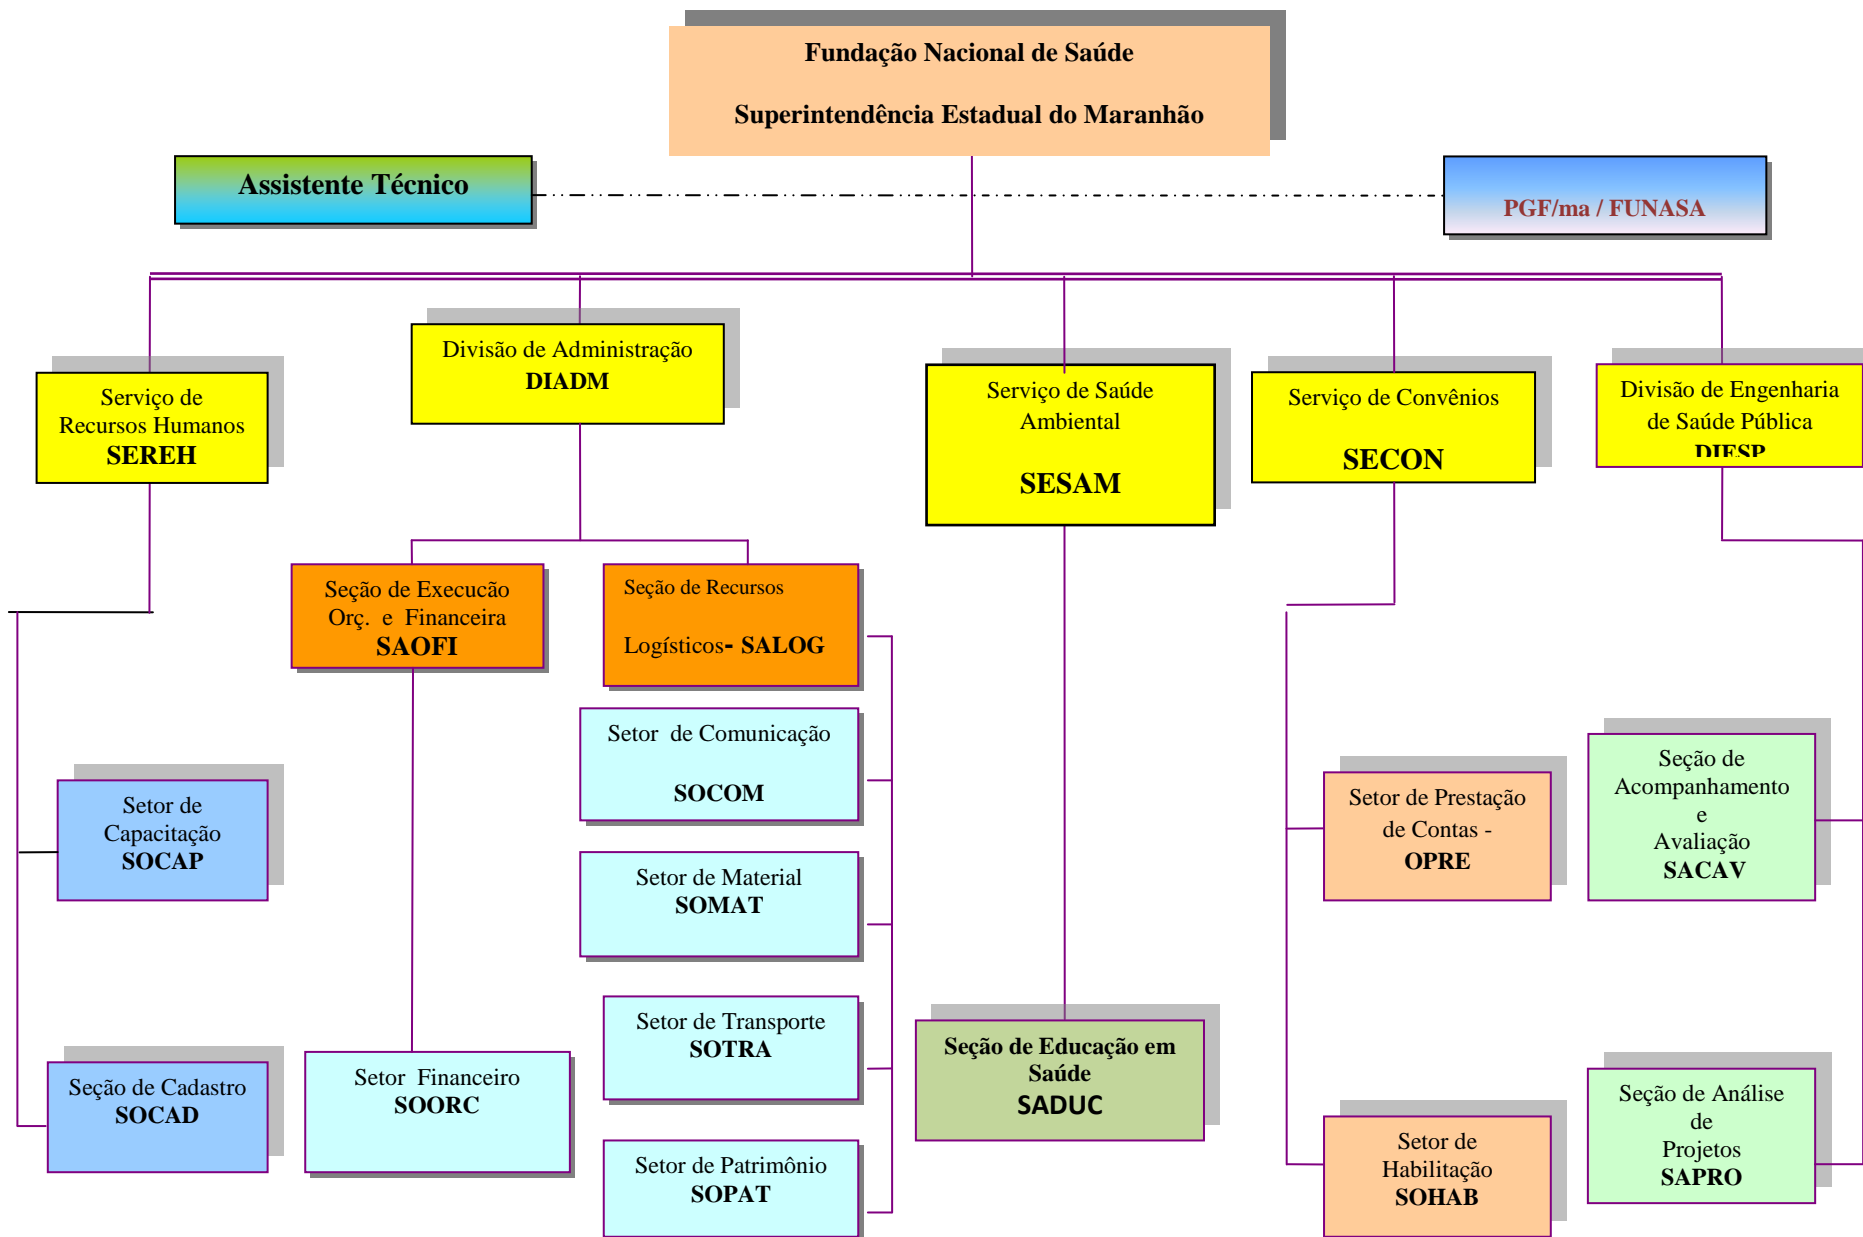 Fundação Nacional de Saúde
Superintendência Estadual do Maranhão
Assistente Técnico
PGF/ma / FUNASA
Serviço de
Recursos Humanos
SEREH
Divisão de Administração
DIADM
Serviço de Saúde
Ambiental
SESAM
Serviço de Convênios
SECON
Divisão de Engenharia
de Saúde Pública
DIESP
Seção de Execucão
Orç. e Financeira
SAOFI
Seção de Recursos
Logísticos- SALOG
Setor de Comunicação
SOCOM
Setor de Material
SOMAT
Setor de Transporte
SOTRA
Setor de Patrimônio
SOPAT
Setor de
Capacitação
SOCAP
Seção de Cadastro
SOCAD
Setor Financeiro
SOORC
Seção de Educação em
Saúde
SADUC
Setor de Prestação
de Contas -
OPRE
Setor de
Habilitação
SOHAB
Seção de
Acompanhamento
e
Avaliação
SACAV
Seção de Análise
de
Projetos
SAPRO